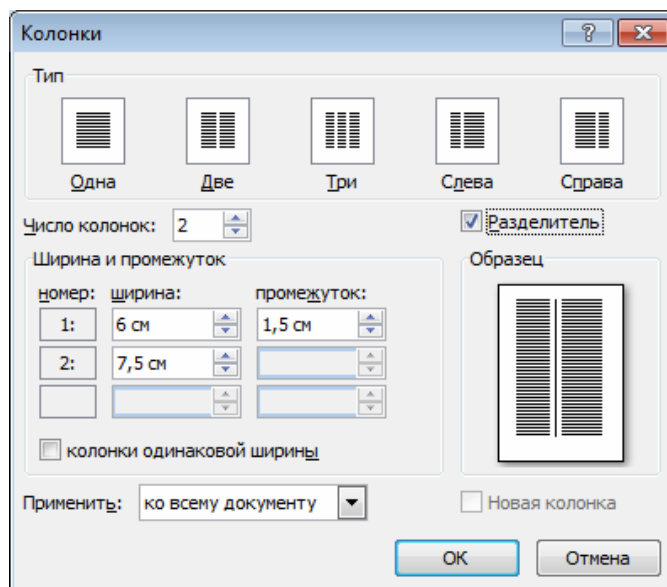 Колонки
Тип
Одна Две Три Слева Справа
Число колонок: 2 Разделитель
Ширина и промежуток Образец
номер: ширина: промежуток:
1: 6 см 1,5 см
2: 7,5 см
колонки одинаковой ширины
Применить: ко всему документу Новая колонка
ОК Отмена